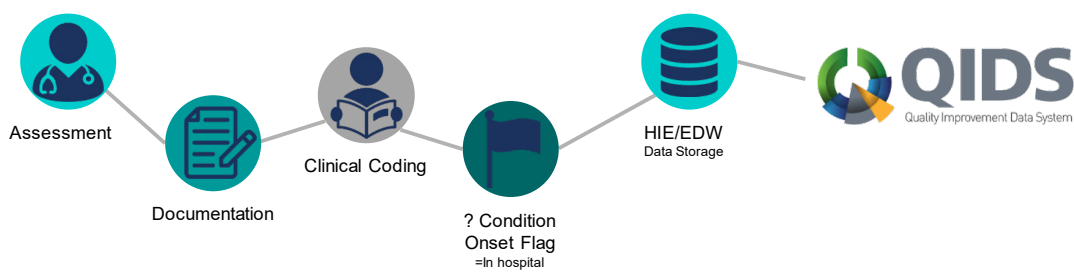 Assessment
Documentation
Clinical Coding
? Condition
Onset Flag
=In hospital
HIE/EDW
Data Storage
QIDS
Quality Improvement Data System